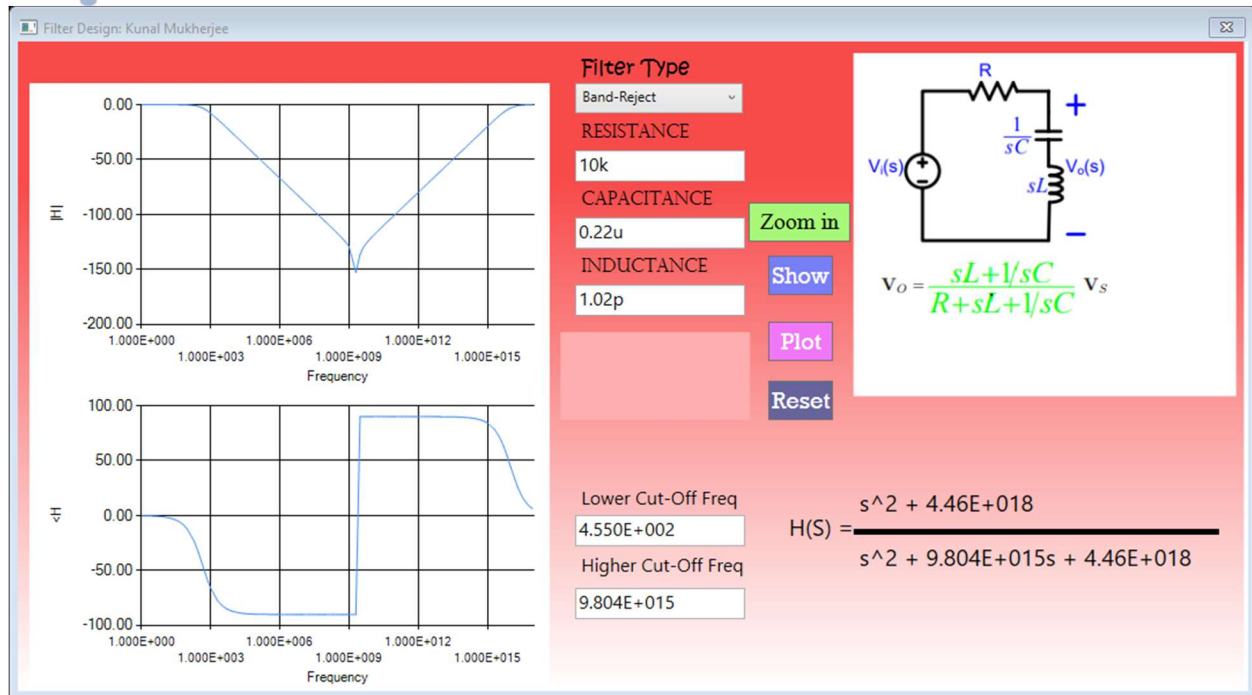 Filter Design: Kunal Mukherjee
0.00
-50.00
-100.00
-150.00
-200.00
|H|
1.000E+000 1.000E+006 1.000E+012
1.000E+003 1.000E+009 1.000E+015
Frequency
100.00
50.00
0.00
-50.00
-100.00
<H
1.000E+000 1.000E+006 1.000E+012
1.000E+003 1.000E+009 1.000E+015
Frequency
Filter Type
Band-Reject
RESISTANCE
10k
CAPACITANCE
0.22u
INDUCTANCE
1.02p
Zoom in
Show
Plot
Reset
Lower Cut-Off Freq
4.550E+002
Higher Cut-Off Freq
9.804E+015
R
+
1
sC
Vi(s)
+
−
sL
Vo(s)
−
VO = sL+1/sC VS
R+sL+1/sC
s^2 + 4.46E+018
H(S) =
s^2 + 9.804E+015s + 4.46E+018